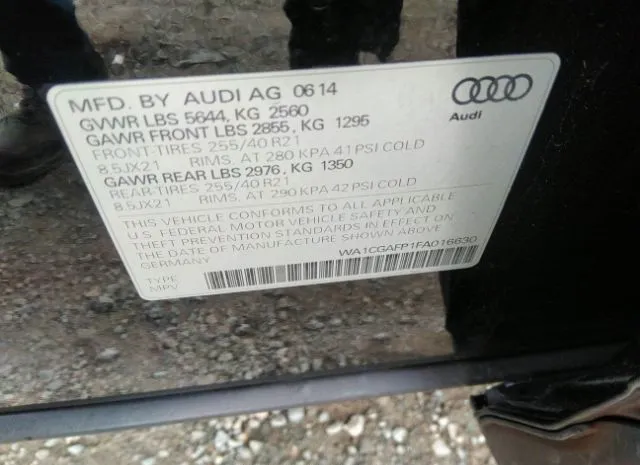 MFD. BY AUDI AG 06 14
GVWR LBS 5644, KG 2560
GAWR FRONT LBS 2855, KG 1295
FRONT-TIRES 255/40 R21
8.5JX21 RIMS. AT 280 KPA 41 PSI COLD
GAWR REAR LBS 2976, KG 1350
REAR-TIRES 255/40 R21
8.5JX21 RIMS. AT 290 KPA 42 PSI COLD
THIS VEHICLE CONFORMS TO ALL APPLICABLE
U.S. FEDERAL MOTOR VEHICLE SAFETY AND
THEFT PREVENTION STANDARDS IN EFFECT ON
THE DATE OF MANUFACTURE SHOWN ABOVE.
GERMANY
WA1CGAFP1FA016630
TYPE
MPV
Audi